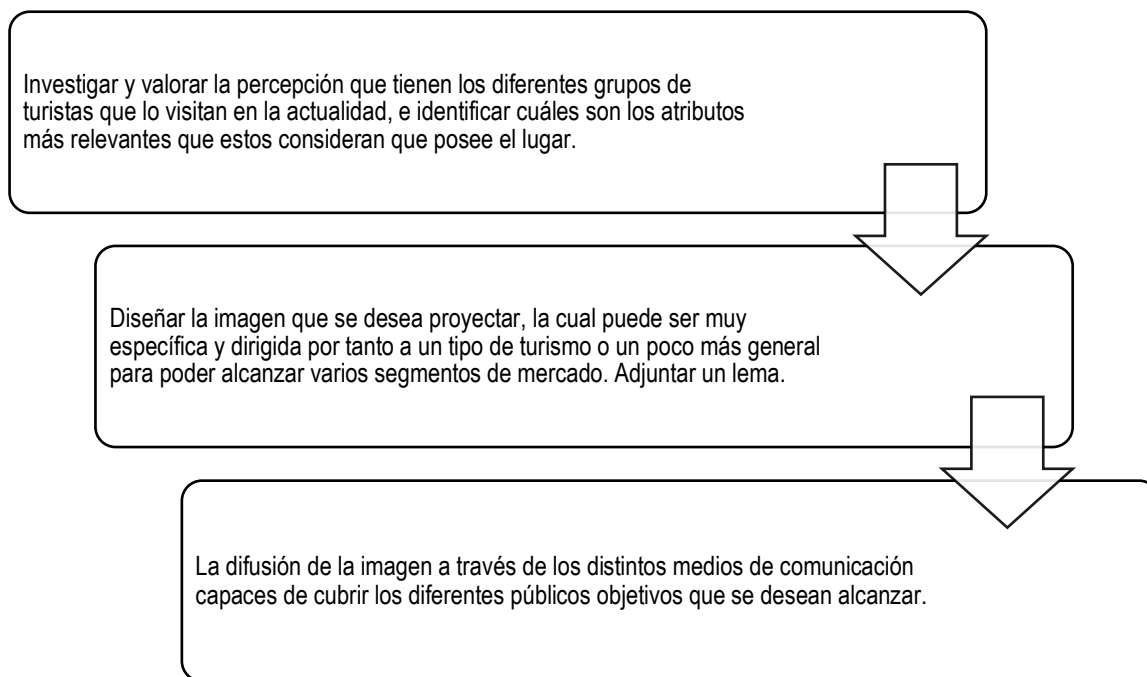 Investigar y valorar la percepción que tienen los diferentes grupos de
turistas que lo visitan en la actualidad, e identificar cuáles son los atributos
más relevantes que estos consideran que posee el lugar.
Diseñar la imagen que se desea proyectar, la cual puede ser muy
específica y dirigida por tanto a un tipo de turismo o un poco más general
para poder alcanzar varios segmentos de mercado. Adjuntar un lema.
La difusión de la imagen a través de los distintos medios de comunicación
capaces de cubrir los diferentes públicos objetivos que se desean alcanzar.